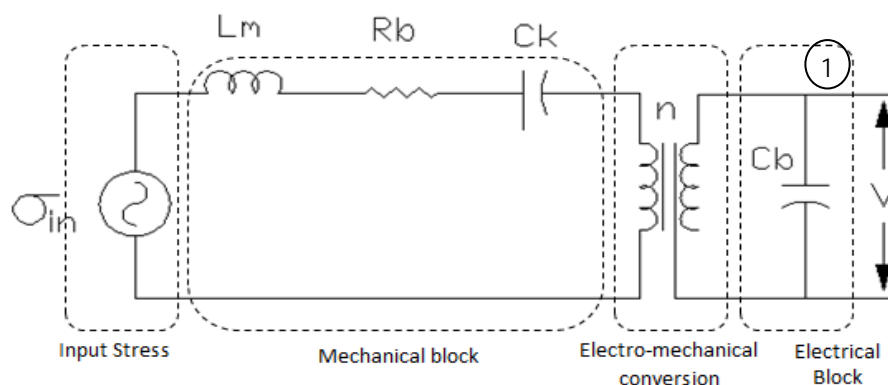 Lm
Rb
Ck
1
n
Cb
σin
V
Input Stress
Mechanical block
Electro-mechanical
conversion
Electrical
Block